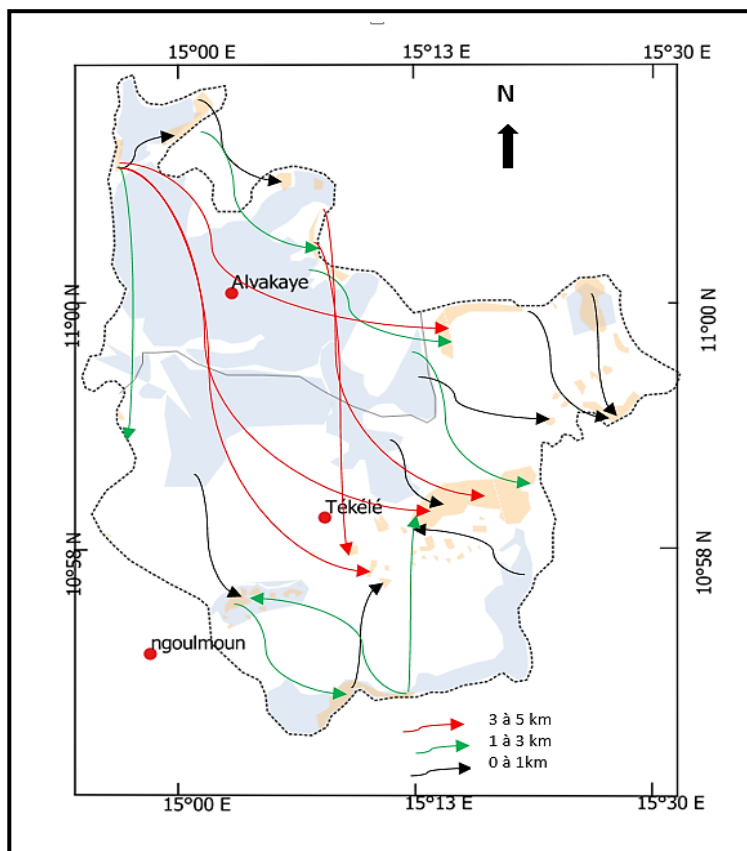 15°00 E 15°13 E 15°30 E
N
Alvakaye
11°00 N 11°00 N
Tékélé
10°58 N 10°58 N
ngoulmoun
3 à 5 km
1 à 3 km
0 à 1km
15°00 E 15°13 E 15°30 E